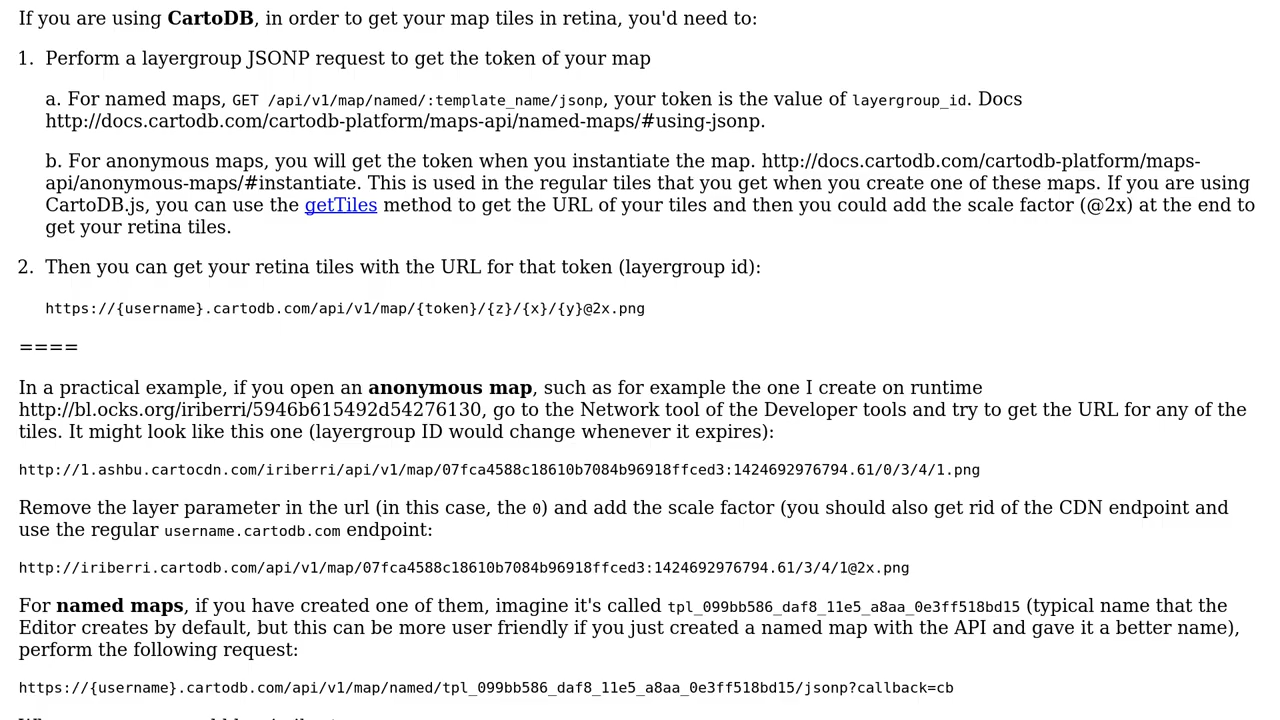 If you are using CartoDB, in order to get your map tiles in retina, you'd need to:
1. Perform a layergroup JSONP request to get the token of your map
a. For named maps, GET /api/v1/map/named/:template_name/jsonp, your token is the value of layergroup_id. Docs
http://docs.cartodb.com/cartodb-platform/maps-api/named-maps/#using-jsonp.
b. For anonymous maps, you will get the token when you instantiate the map. http://docs.cartodb.com/cartodb-platform/maps-
api/anonymous-maps/#instantiate. This is used in the regular tiles that you get when you create one of these maps. If you are using
CartoDB.js, you can use the getTiles method to get the URL of your tiles and then you could add the scale factor (@2x) at the end to
get your retina tiles.
2. Then you can get your retina tiles with the URL for that token (layergroup id):
https://{username}.cartodb.com/api/v1/map/{token}/{z}/{x}/{y}@2x.png
====
In a practical example, if you open an anonymous map, such as for example the one I create on runtime
http://bl.ocks.org/iriberri/5946b615492d54276130, go to the Network tool of the Developer tools and try to get the URL for any of the
tiles. It might look like this one (layergroup ID would change whenever it expires):
http://1.ashbu.cartocdn.com/iriberri/api/v1/map/07fca4588c18610b7084b96918ffced3:1424692976794.61/0/3/4/1.png
Remove the layer parameter in the url (in this case, the 0) and add the scale factor (you should also get rid of the CDN endpoint and
use the regular username.cartodb.com endpoint:
http://iriberri.cartodb.com/api/v1/map/07fca4588c18610b7084b96918ffced3:1424692976794.61/3/4/1@2x.png
For named maps, if you have created one of them, imagine it's called tpl_099bb586_daf8_11e5_a8aa_0e3ff518bd15 (typical name that the
Editor creates by default, but this can be more user friendly if you just created a named map with the API and gave it a better name),
perform the following request:
https://{username}.cartodb.com/api/v1/map/named/tpl_099bb586_daf8_11e5_a8aa_0e3ff518bd15/jsonp?callback=cb